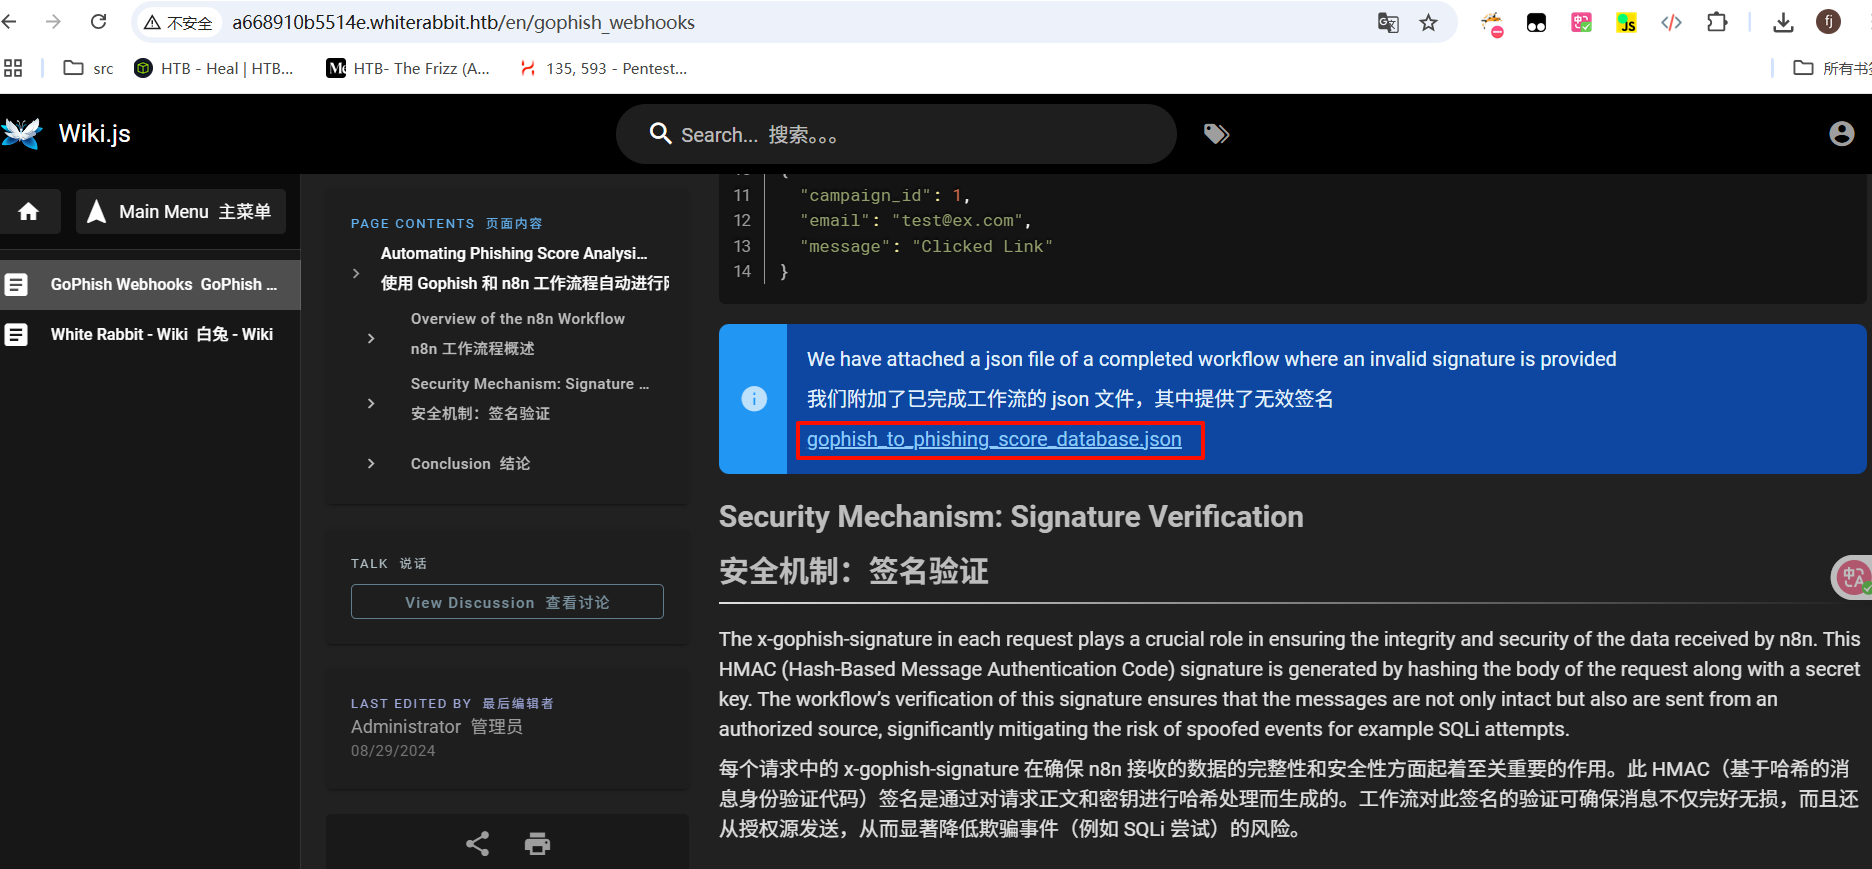 不安全 a668910b5514e.whiterabbit.htb/en/gophish_webhooks
src HTB - Heal | HTB... HTB- The Frizz (A... 135, 593 - Pentest... 所有书签
Wiki.js
Search... 搜索。。。
Main Menu 主菜单
GoPhish Webhooks GoPhish ...
White Rabbit - Wiki 白兔 - Wiki
PAGE CONTENTS 页面内容
Automating Phishing Score Analysi...
使用 Gophish 和 n8n 工作流程自动进行
Overview of the n8n Workflow
n8n 工作流程概述
Security Mechanism: Signature ...
安全机制：签名验证
Conclusion 结论
TALK 说话
View Discussion 查看讨论
LAST EDITED BY 最后编辑者
Administrator 管理员
08/29/2024
11 "campaign_id": 1,
12 "email": "test@ex.com",
13 "message": "Clicked Link"
14 }
We have attached a json file of a completed workflow where an invalid signature is provided
我们附加了已完成工作流的 json 文件，其中提供了无效签名
gophish_to_phishing_score_database.json
Security Mechanism: Signature Verification
安全机制：签名验证
The x-gophish-signature in each request plays a crucial role in ensuring the integrity and security of the data received by n8n. This
HMAC (Hash-Based Message Authentication Code) signature is generated by hashing the body of the request along with a secret
key. The workflow’s verification of this signature ensures that the messages are not only intact but also are sent from an
authorized source, significantly mitigating the risk of spoofed events for example SQLi attempts.
每个请求中的 x-gophish-signature 在确保 n8n 接收的数据的完整性和安全性方面起着至关重要的作用。此 HMAC（基于哈希的消
息身份验证代码）签名是通过对请求正文和密钥进行哈希处理而生成的。工作流对此签名的验证可确保消息不仅完好无损，而且还
从授权源发送，从而显著降低欺骗事件（例如 SQLi 尝试）的风险。